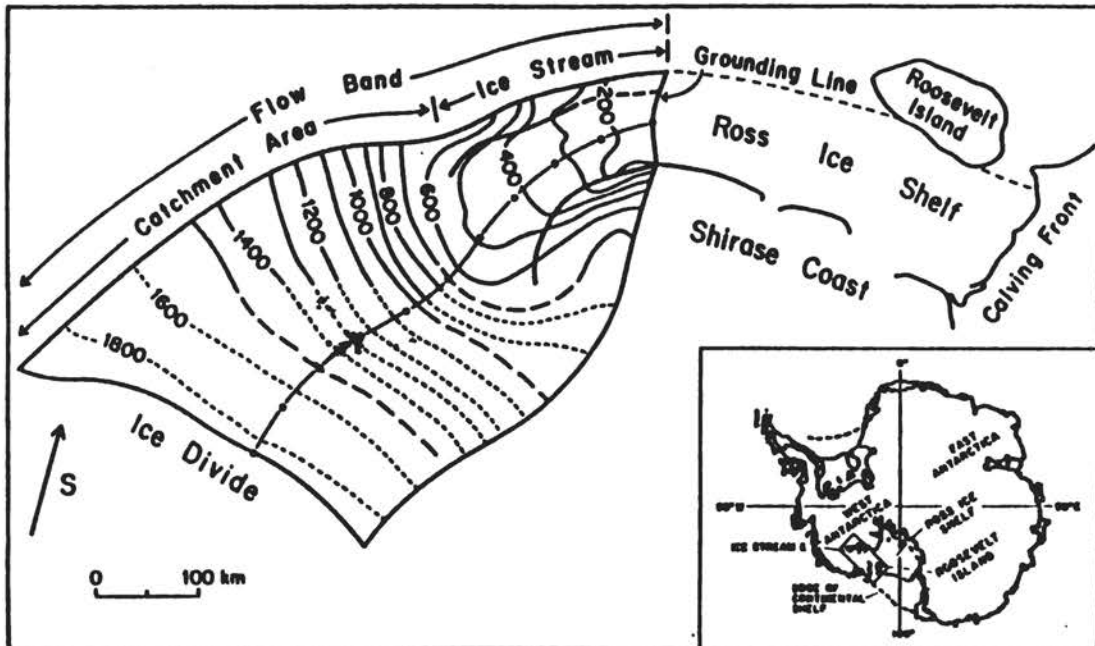 Flow Band
Catchment Area
Ice Stream
Grounding Line
Roosevelt
Island
Ross Ice Shelf
Shirase Coast
Calving Front
200
400
600
800
1000
1200
1400
1600
1800
Ice Divide
S
0 100 km
0°
EAST
ANTARCTICA
WEST
ANTARCTICA
ROSS ICE
SHELF
ROOSEVELT
ISLAND
ICE STREAM
EDGE OF
CONTINENTAL
SHELF